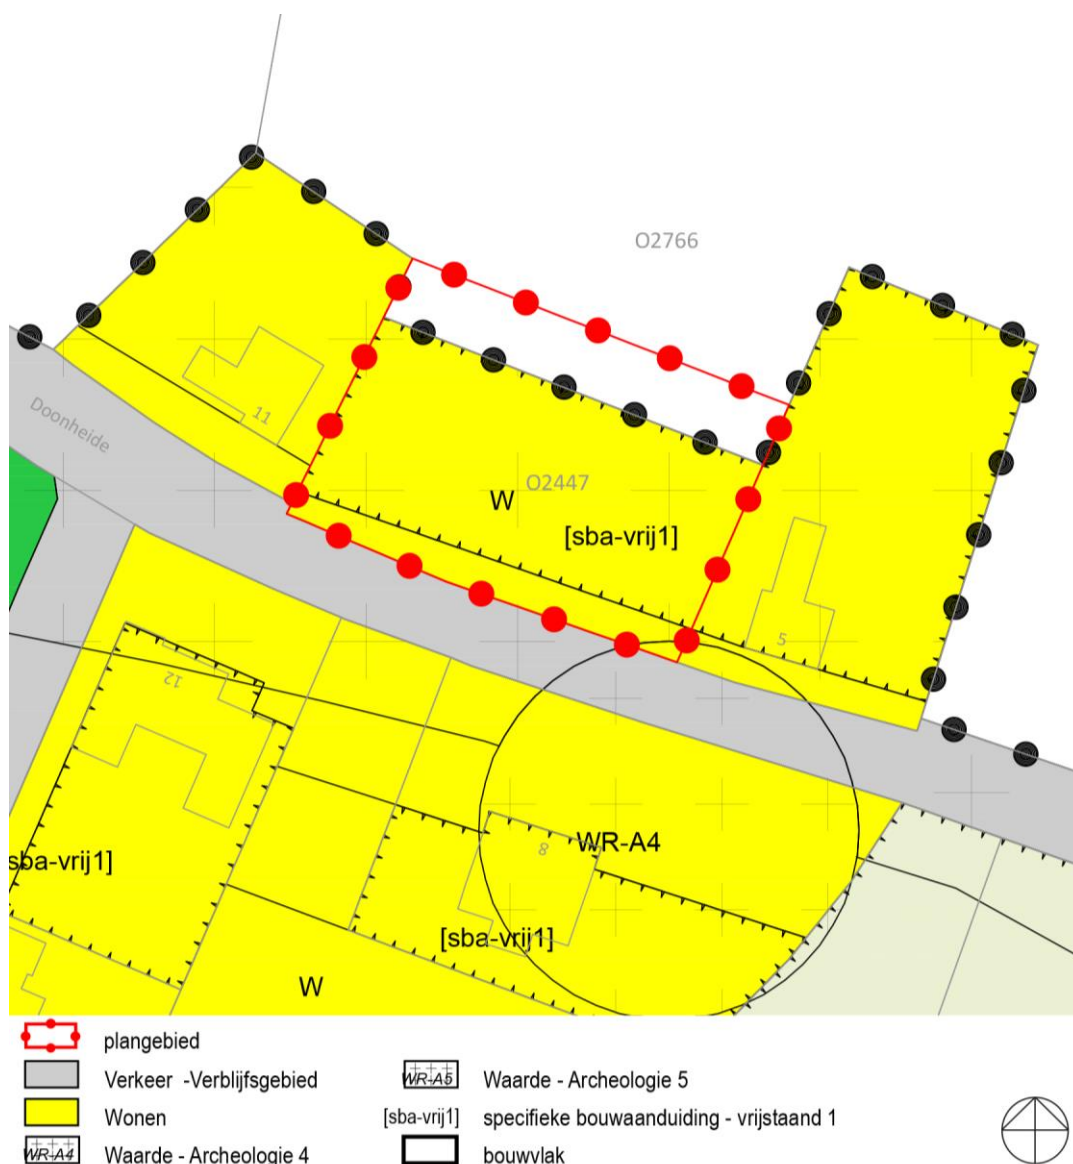 O2766
11
Doonheide
O2447
W
[sba-vrij1]
5
12
WR-A4
8
sba-vrij1]
[sba-vrij1]
W
plangebied
Verkeer -Verblijfsgebied
WR-A5 Waarde - Archeologie 5
Wonen
[sba-vrij1] specifieke bouwaanduiding - vrijstaand 1
WR-A4 Waarde - Archeologie 4
bouwvlak